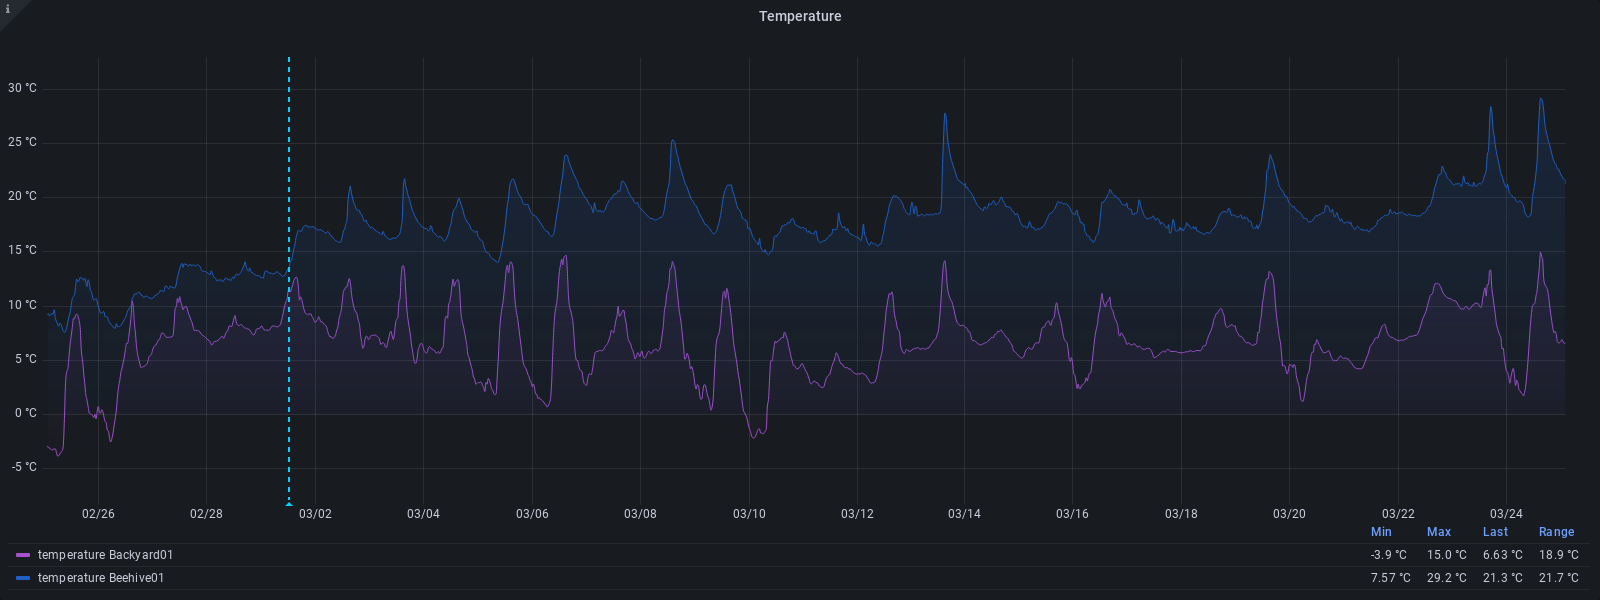 i
Temperature
30 °C
25 °C
20 °C
15 °C
10 °C
5 °C
0 °C
-5 °C
02/26 02/28 03/02 03/04 03/06 03/08 03/10 03/12 03/14 03/16 03/18 03/20 03/22 03/24
Min Max Last Range
temperature Backyard01 -3.9 °C 15.0 °C 6.63 °C 18.9 °C
temperature Beehive01 7.57 °C 29.2 °C 21.3 °C 21.7 °C